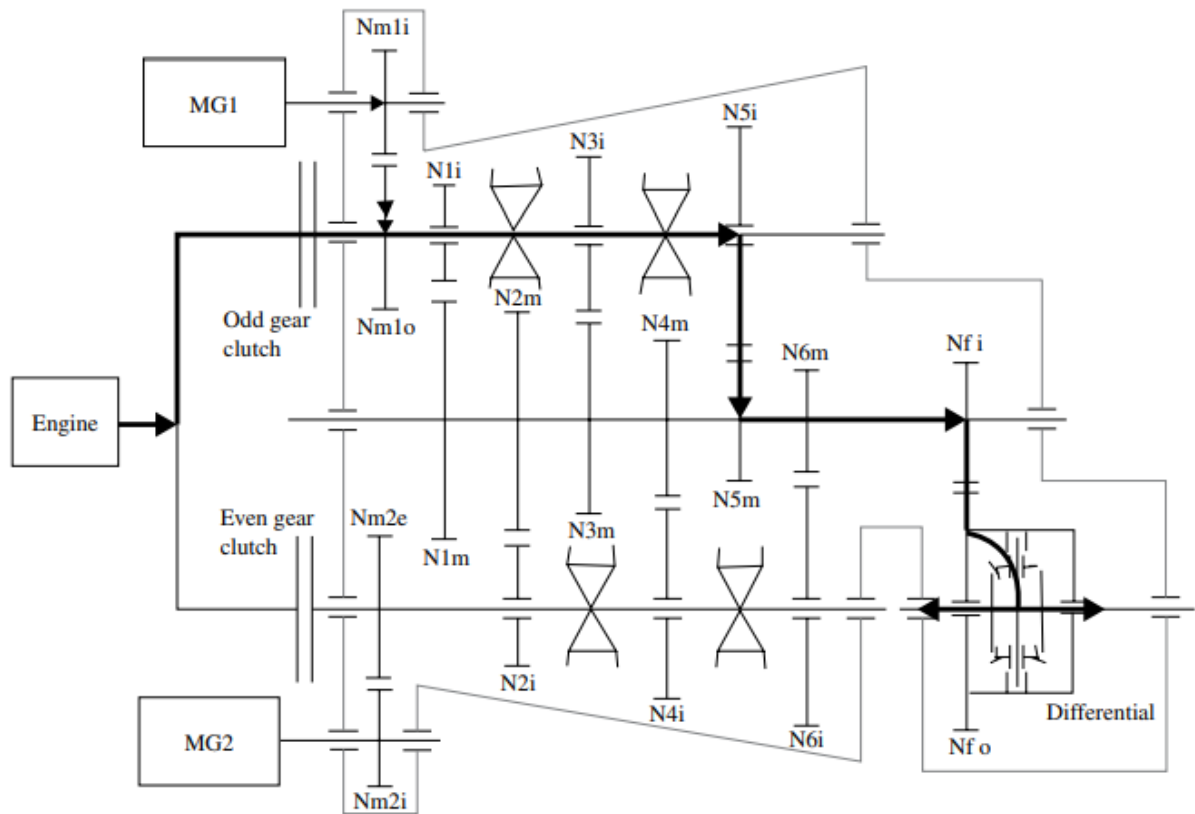 Nm1i
MG1
N5i
N3i
N1i
N2m
Odd gear
clutch
Nm1o
N4m
N6m
Nf i
Engine
N5m
Even gear
clutch
Nm2e
N3m
N1m
N2i
N4i
Differential
MG2
N6i
Nf o
Nm2i